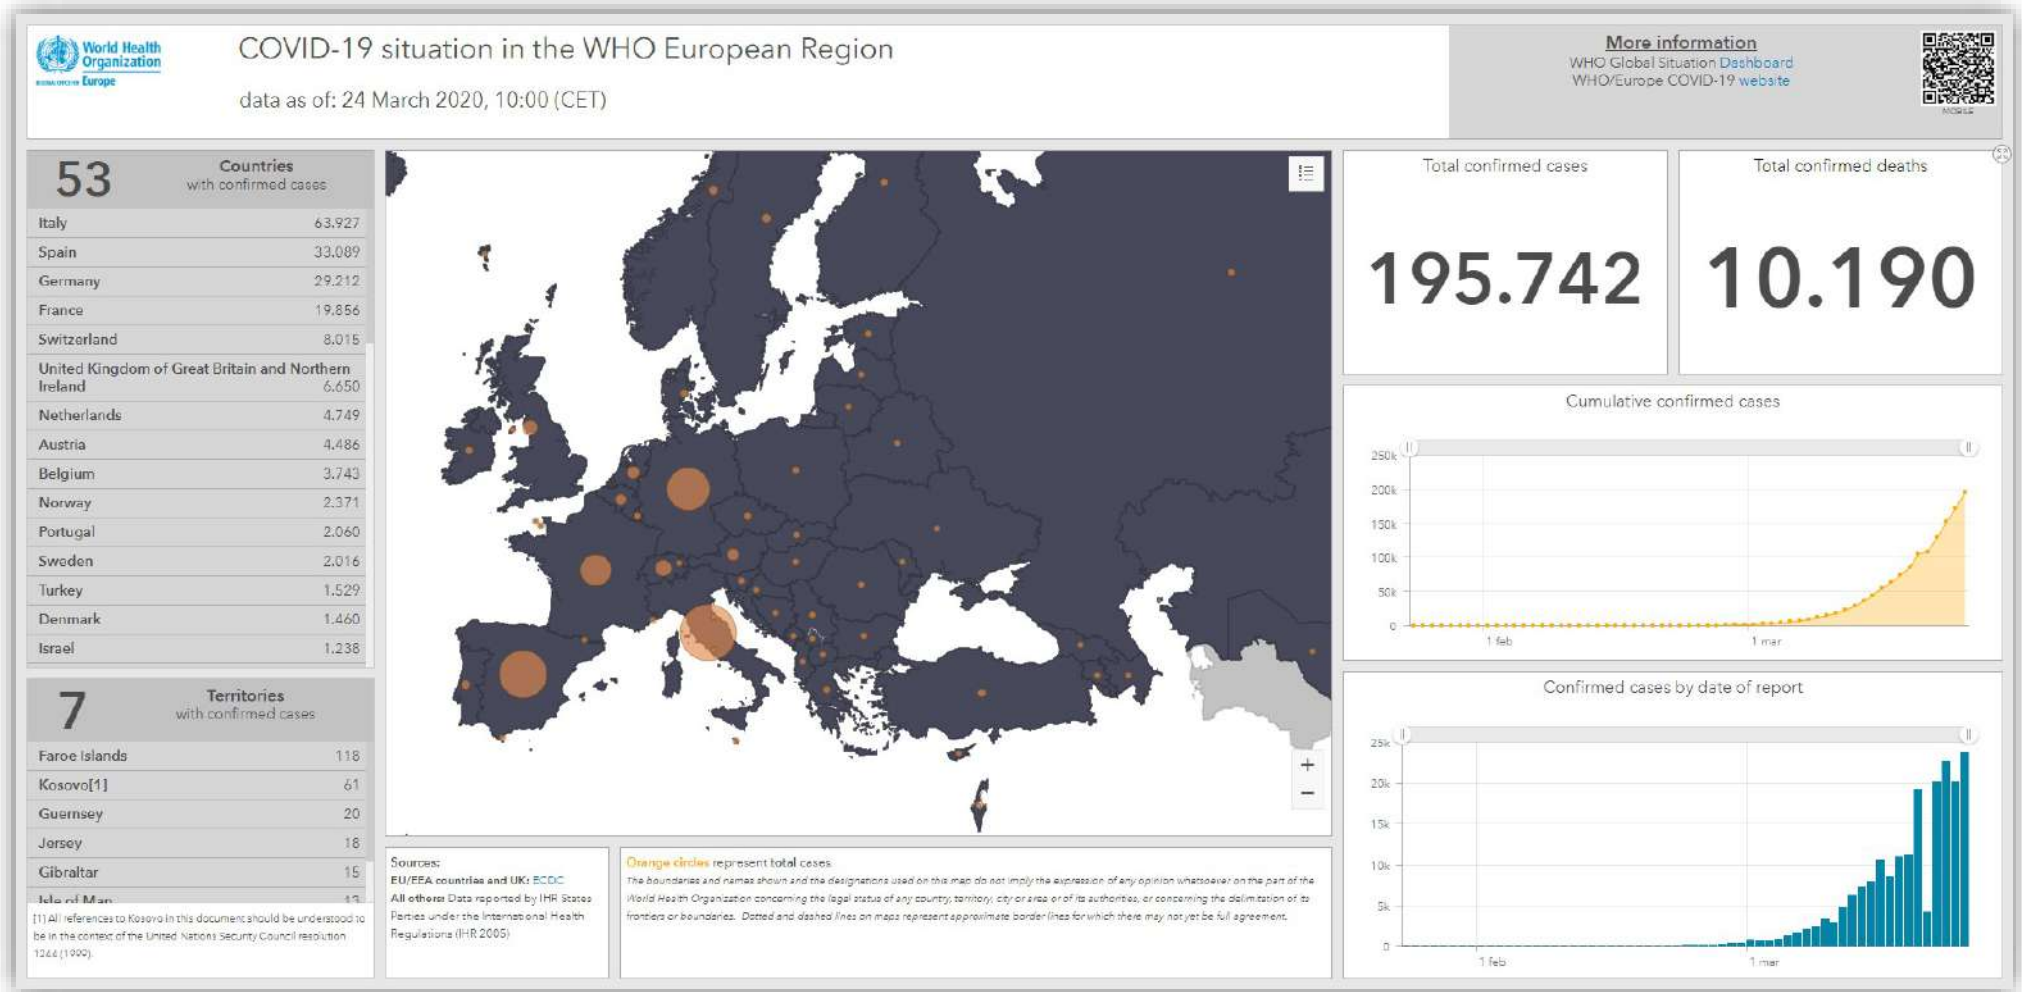 World Health
Organization
REGIONAL OFFICE FOR Europe
COVID-19 situation in the WHO European Region
data as of: 24 March 2020, 10:00 (CET)
More information
WHO Global Situation Dashboard
WHO/Europe COVID-19 website
MOBILE
53
Countries
with confirmed cases
Italy 63.927
Spain 33.089
Germany 29.212
France 19.856
Switzerland 8.015
United Kingdom of Great Britain and Northern
Ireland 6.650
Netherlands 4.749
Austria 4.486
Belgium 3.743
Norway 2.371
Portugal 2.060
Sweden 2.016
Turkey 1.529
Denmark 1.460
Israel 1.238
7
Territories
with confirmed cases
Faroe Islands 118
Kosovo[1] 61
Guernsey 20
Jersey 18
Gibraltar 15
Isle of Man 13
[1] All references to Kosovo in this document should be understood to
be in the context of the United Nations Security Council resolution
1244 (1999).
+
−
Sources:
EU/EEA countries and UK: ECDC
All others: Data reported by IHR States
Parties under the International Health
Regulations (IHR 2005)
Orange circles represent total cases.
The boundaries and names shown and the designations used on this map do not imply the expression of any opinion whatsoever on the part of the
World Health Organization concerning the legal status of any country, territory, city or area or of its authorities, or concerning the delimitation of its
frontiers or boundaries. Dotted and dashed lines on maps represent approximate border lines for which there may not yet be full agreement.
Total confirmed cases
195.742
Total confirmed deaths
10.190
Cumulative confirmed cases
250k
200k
150k
100k
50k
0
1 feb 1 mar
Confirmed cases by date of report
25k
20k
15k
10k
5k
0
1 feb 1 mar